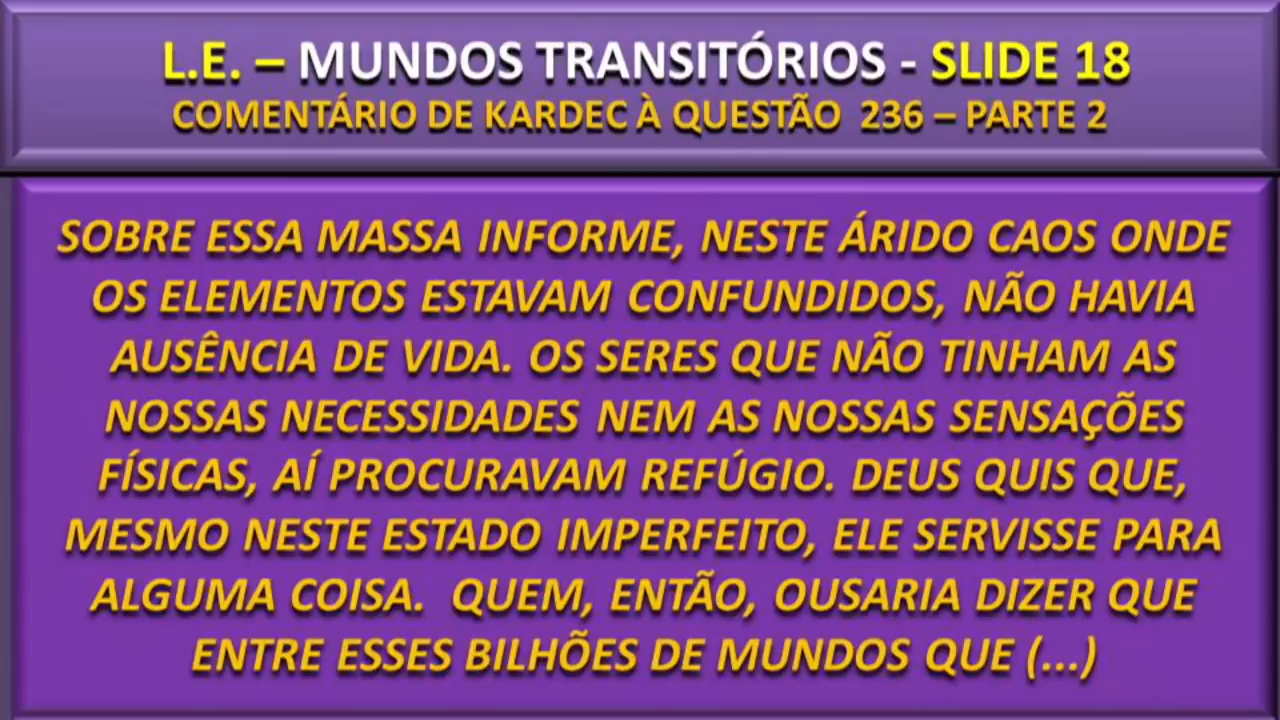 L.E. – MUNDOS TRANSITÓRIOS - SLIDE 18
COMENTÁRIO DE KARDEC À QUESTÃO 236 – PARTE 2
SOBRE ESSA MASSA INFORME, NESTE ÁRIDO CAOS ONDE
OS ELEMENTOS ESTAVAM CONFUNDIDOS, NÃO HAVIA
AUSÊNCIA DE VIDA. OS SERES QUE NÃO TINHAM AS
NOSSAS NECESSIDADES NEM AS NOSSAS SENSAÇÕES
FÍSICAS, AÍ PROCURAVAM REFÚGIO. DEUS QUIS QUE,
MESMO NESTE ESTADO IMPERFEITO, ELE SERVISSE PARA
ALGUMA COISA. QUEM, ENTÃO, OUSARIA DIZER QUE
ENTRE ESSES BILHÕES DE MUNDOS QUE (...)